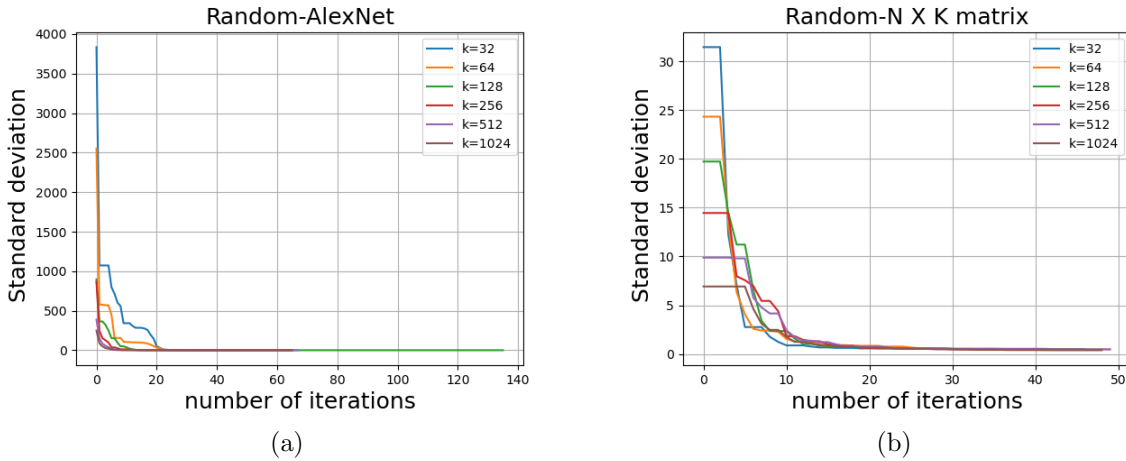 Random-AlexNet
Standard deviation
4000
3500
3000
2500
2000
1500
1000
500
0
k=32
k=64
k=128
k=256
k=512
k=1024
0 20 40 60 80 100 120 140
number of iterations
(a)
Random-N X K matrix
Standard deviation
30
25
20
15
10
5
0
k=32
k=64
k=128
k=256
k=512
k=1024
0 10 20 30 40 50
number of iterations
(b)